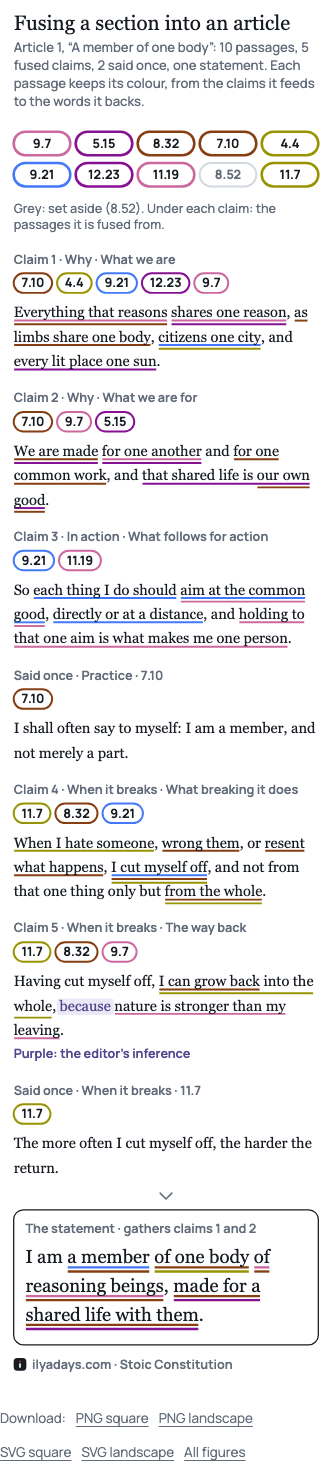 Fusing a section into an article
Article 1, “A member of one body”: 10 passages, 5
fused claims, 2 said once, one statement. Each
passage keeps its colour, from the claims it feeds
to the words it backs.
9.7 5.15 8.32 7.10 4.4
9.21 12.23 11.19 8.52 11.7
Grey: set aside (8.52). Under each claim: the
passages it is fused from.
Claim 1 · Why · What we are
7.10 4.4 9.21 12.23 9.7
Everything that reasons shares one reason, as
limbs share one body, citizens one city, and
every lit place one sun.
Claim 2 · Why · What we are for
7.10 9.7 5.15
We are made for one another and for one
common work, and that shared life is our own
good.
Claim 3 · In action · What follows for action
9.21 11.19
So each thing I do should aim at the common
good, directly or at a distance, and holding to
that one aim is what makes me one person.
Said once · Practice · 7.10
7.10
I shall often say to myself: I am a member, and
not merely a part.
Claim 4 · When it breaks · What breaking it does
11.7 8.32 9.21
When I hate someone, wrong them, or resent
what happens, I cut myself off, and not from
that one thing only but from the whole.
Claim 5 · When it breaks · The way back
11.7 8.32 9.7
Having cut myself off, I can grow back into the
whole, because nature is stronger than my
leaving.
Purple: the editor’s inference
Said once · When it breaks · 11.7
11.7
The more often I cut myself off, the harder the
return.
The statement · gathers claims 1 and 2
I am a member of one body of
reasoning beings, made for a
shared life with them.
ilyadays.com · Stoic Constitution
Download: PNG square PNG landscape
SVG square SVG landscape All figures